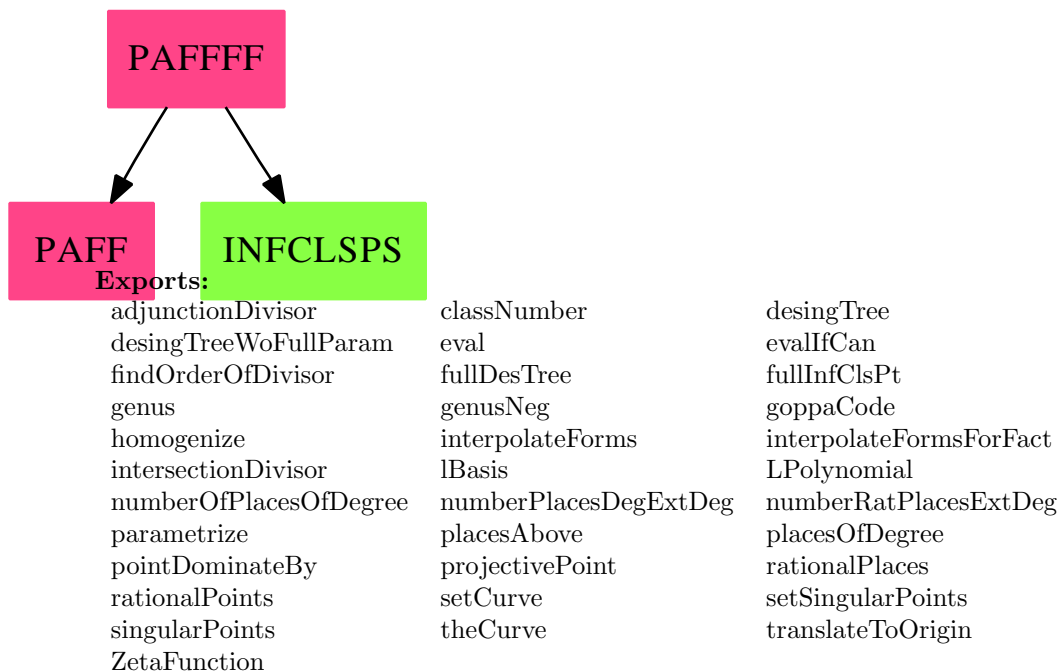 PAFFFF
PAFF INFCLSPS
Exports:
adjunctionDivisor classNumber desingTree
desingTreeWoFullParam eval evalIfCan
findOrderOfDivisor fullDesTree fullInfClsPt
genus genusNeg goppaCode
homogenize interpolateForms interpolateFormsForFact
intersectionDivisor lBasis LPolynomial
numberOfPlacesOfDegree numberPlacesDegExtDeg numberRatPlacesExtDeg
parametrize placesAbove placesOfDegree
pointDominateBy projectivePoint rationalPlaces
rationalPoints setCurve setSingularPoints
singularPoints theCurve translateToOrigin
ZetaFunction